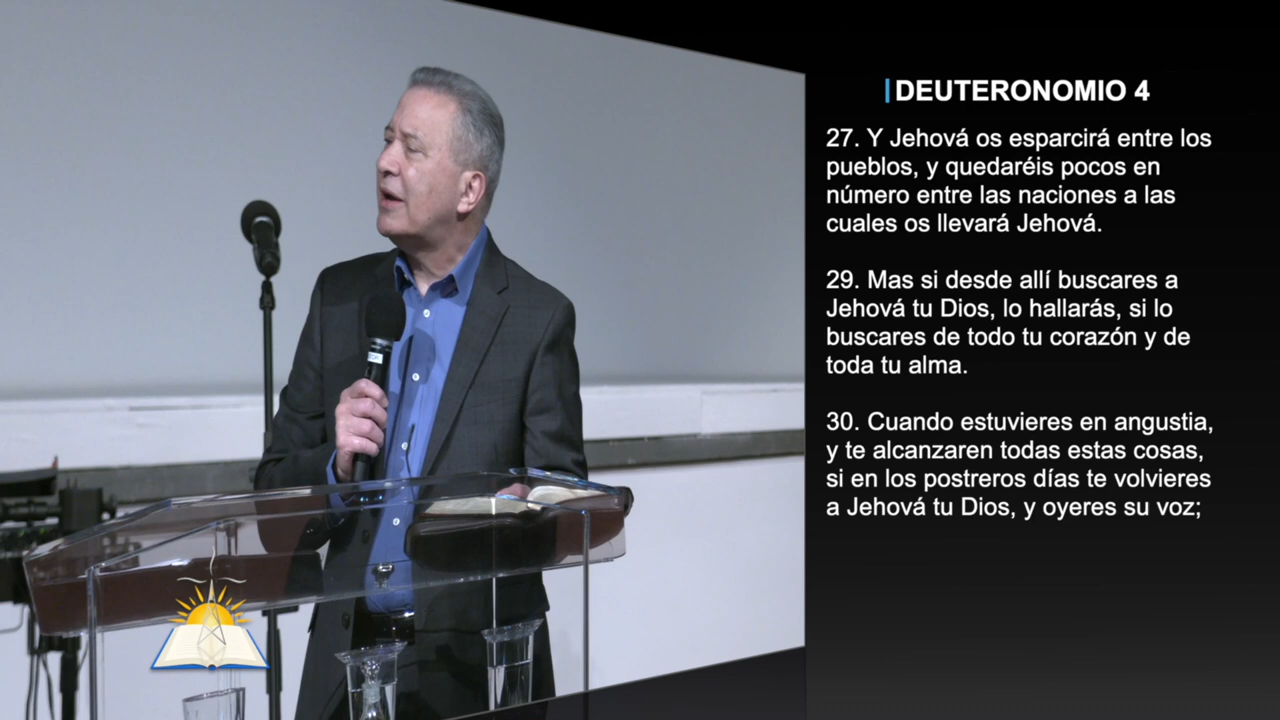 DEUTERONOMIO 4
27. Y Jehová os esparcirá entre los
pueblos, y quedaréis pocos en
número entre las naciones a las
cuales os llevará Jehová.
29. Mas si desde allí buscares a
Jehová tu Dios, lo hallarás, si lo
buscares de todo tu corazón y de
toda tu alma.
30. Cuando estuvieres en angustia,
y te alcanzaren todas estas cosas,
si en los postreros días te volvieres
a Jehová tu Dios, y oyeres su voz;